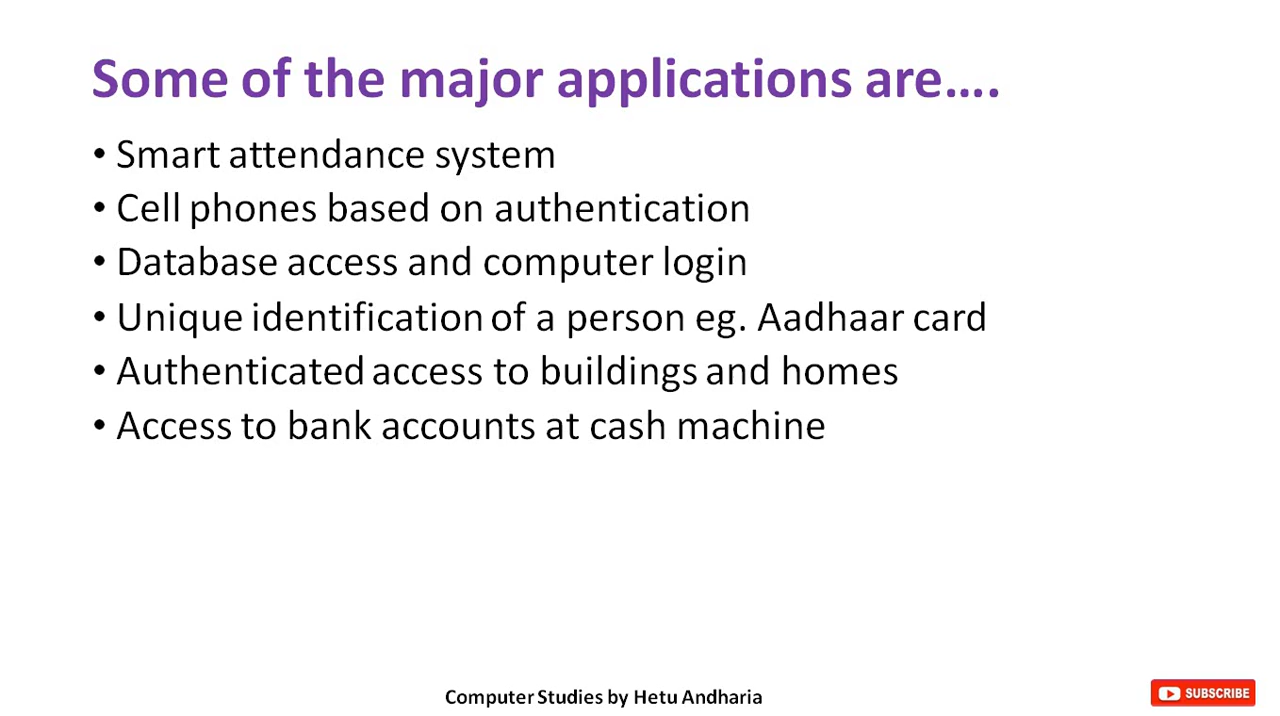 Some of the major applications are....
• Smart attendance system
• Cell phones based on authentication
• Database access and computer login
• Unique identification of a person eg. Aadhaar card
• Authenticated access to buildings and homes
• Access to bank accounts at cash machine
Computer Studies by Hetu Andharia
SUBSCRIBE